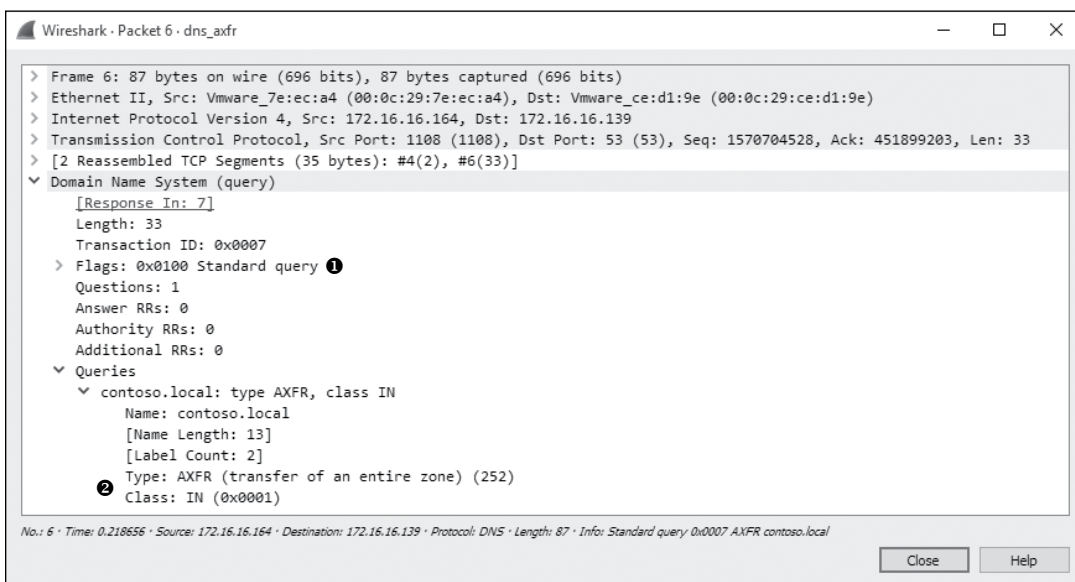 Wireshark · Packet 6 · dns_axfr
> Frame 6: 87 bytes on wire (696 bits), 87 bytes captured (696 bits)
> Ethernet II, Src: Vmware_7e:ec:a4 (00:0c:29:7e:ec:a4), Dst: Vmware_ce:d1:9e (00:0c:29:ce:d1:9e)
> Internet Protocol Version 4, Src: 172.16.16.164, Dst: 172.16.16.139
> Transmission Control Protocol, Src Port: 1108 (1108), Dst Port: 53 (53), Seq: 1570704528, Ack: 451899203, Len: 33
> [2 Reassembled TCP Segments (35 bytes): #4(2), #6(33)]
Domain Name System (query)
[Response In: 7]
Length: 33
Transaction ID: 0x0007
> Flags: 0x0100 Standard query ❶
Questions: 1
Answer RRs: 0
Authority RRs: 0
Additional RRs: 0
Queries
contoso.local: type AXFR, class IN
Name: contoso.local
[Name Length: 13]
[Label Count: 2]
Type: AXFR (transfer of an entire zone) (252)
❷ Class: IN (0x0001)
No.: 6 · Time: 0.218656 · Source: 172.16.16.164 · Destination: 172.16.16.139 · Protocol: DNS · Length: 87 · Info: Standard query 0x0007 AXFR contoso.local
Close Help